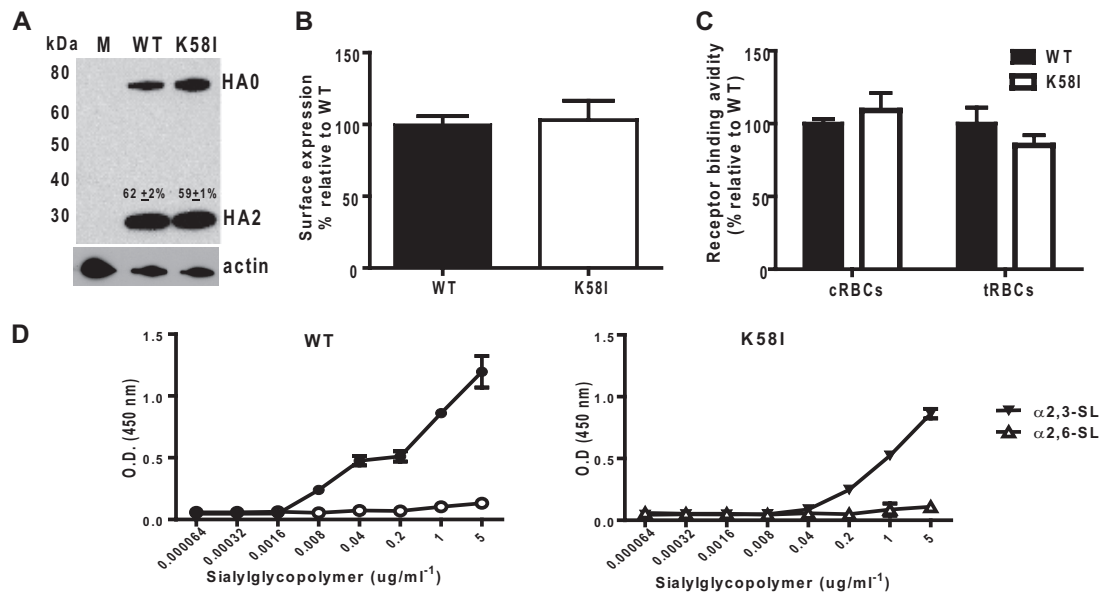 A
kDa M WT K58I
80
60
50
40
30
HA0
62 ±2% 59±1%
HA2
actin
B
Surface expression
% relative to WT
150
100
50
0
WT K58I
C
Receptor binding avidity
(% relative to WT)
150
100
50
0
WT
K58I
cRBCs tRBCs
D
WT
O.D. (450 nm)
1.5
1.0
0.5
0.0
0.000064 0.00032 0.0016 0.008 0.04 0.2 1 5
Sialylglycopolymer (ug/ml-1)
K58I
O.D (450 nm)
1.5
1.0
0.5
0.0
0.000064 0.00032 0.0016 0.008 0.04 0.2 1 5
Sialylglycopolymer (ug/ml-1)
α2,3-SL
α2,6-SL